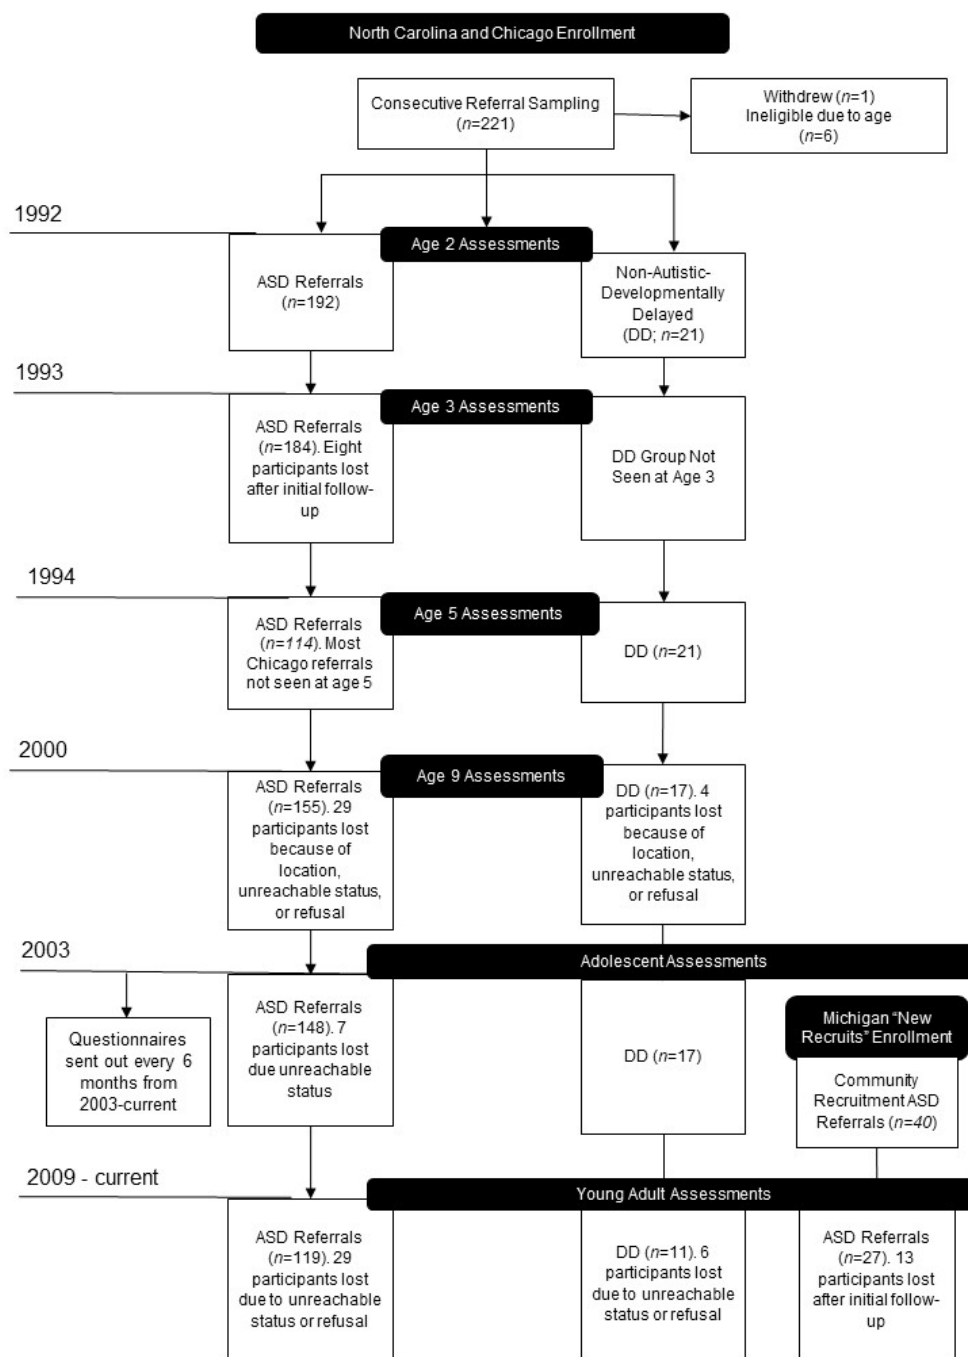 North Carolina and Chicago Enrollment
Consecutive Referral Sampling
(n=221)
Withdrew (n=1)
Ineligible due to age
(n=6)
1992
Age 2 Assessments
ASD Referrals
(n=192)
Non-Autistic-
Developmentally
Delayed
(DD; n=21)
1993
Age 3 Assessments
ASD Referrals
(n=184). Eight
participants lost
after initial follow-
up
DD Group Not
Seen at Age 3
1994
Age 5 Assessments
ASD Referrals
(n=114). Most
Chicago referrals
not seen at age 5
DD (n=21)
2000
Age 9 Assessments
ASD Referrals
(n=155). 29
participants lost
because of
location,
unreachable status,
or refusal
DD (n=17). 4
participants lost
because of
location,
unreachable status,
or refusal
2003
Adolescent Assessments
Questionnaires
sent out every 6
months from
2003-current
ASD Referrals
(n=148). 7
participants lost
due unreachable
status
DD (n=17)
Michigan “New
Recruits” Enrollment
Community
Recruitment ASD
Referrals (n=40)
2009 - current
Young Adult Assessments
ASD Referrals
(n=119). 29
participants lost
due to unreachable
status or refusal
DD (n=11). 6
participants lost
due to unreachable
status or refusal
ASD Referrals
(n=27). 13
participants lost
after initial follow-
up